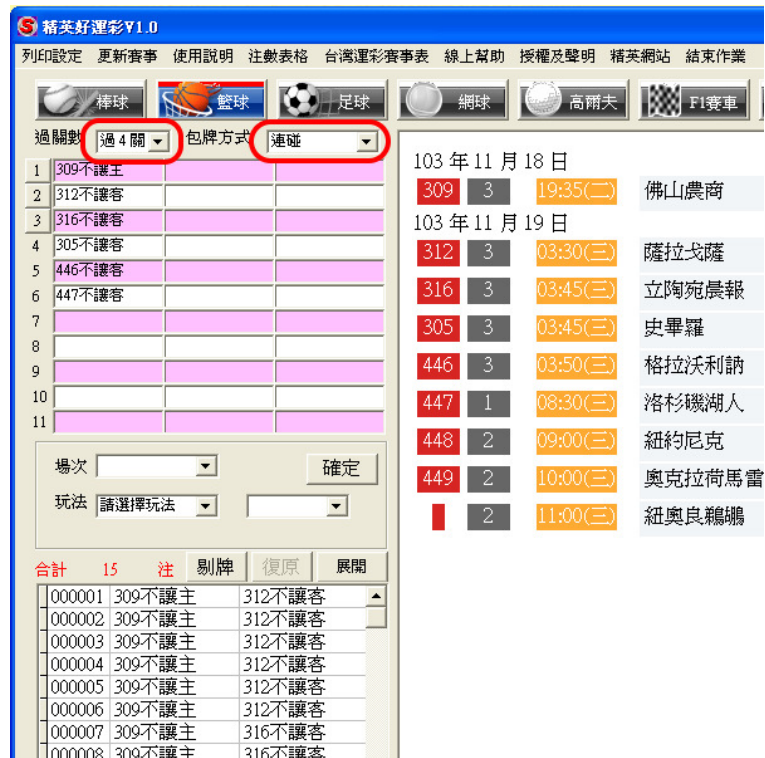 S 精英好運彩V1.0
列印設定 更新賽事 使用說明 注數表格 台灣運彩賽事表 線上幫助 授權及聲明 精英網站 結束作業
棒球 籃球 足球 網球 高爾夫 F1賽車
過關數 過4關 包牌方式 連碰
1 309不讓主
2 312不讓客
3 316不讓客
4 305不讓客
5 446不讓客
6 447不讓客
7
8
9
10
11
場次 確定
玩法 請選擇玩法
合計 15 注 剔牌 復原 展開
000001 309不讓主 312不讓客
000002 309不讓主 312不讓客
000003 309不讓主 312不讓客
000004 309不讓主 312不讓客
000005 309不讓主 312不讓客
000006 309不讓主 312不讓客
000007 309不讓主 316不讓客
000008 309不讓主 316不讓客
103 年 11 月 18 日
309 3 19:35(二) 佛山農商
103 年 11 月 19 日
312 3 03:30(三) 薩拉戈薩
316 3 03:45(三) 立陶宛晨報
305 3 03:45(三) 史畢羅
446 3 03:50(三) 格拉沃利訥
447 1 08:30(三) 洛杉磯湖人
448 2 09:00(三) 紐約尼克
449 2 10:00(三) 奧克拉荷馬雷
2 11:00(三) 紐奧良鵜鶘